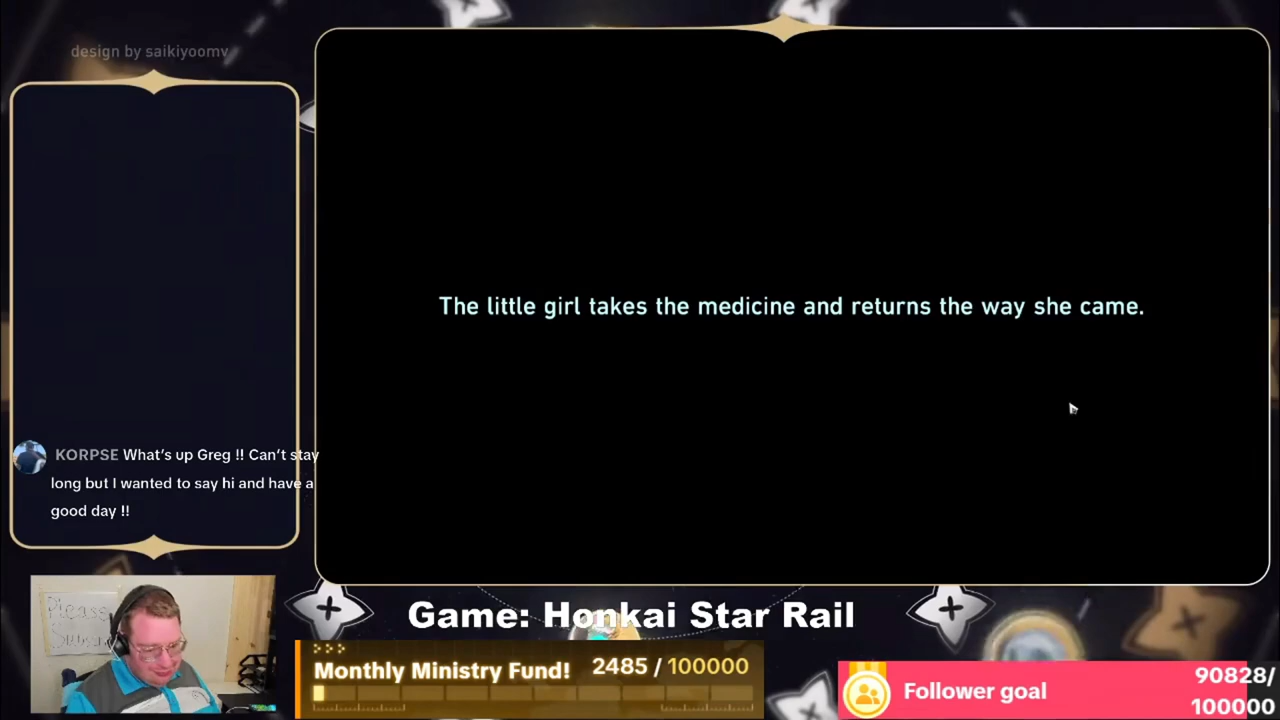 design by saikiyoomv
The little girl takes the medicine and returns the way she came.
KORPSE What's up Greg !! Can't stay
long but I wanted to say hi and have a
good day !!
Please
Game: Honkai Star Rail
Monthly Ministry Fund! 2485 / 100000
Follower goal
90828/
100000